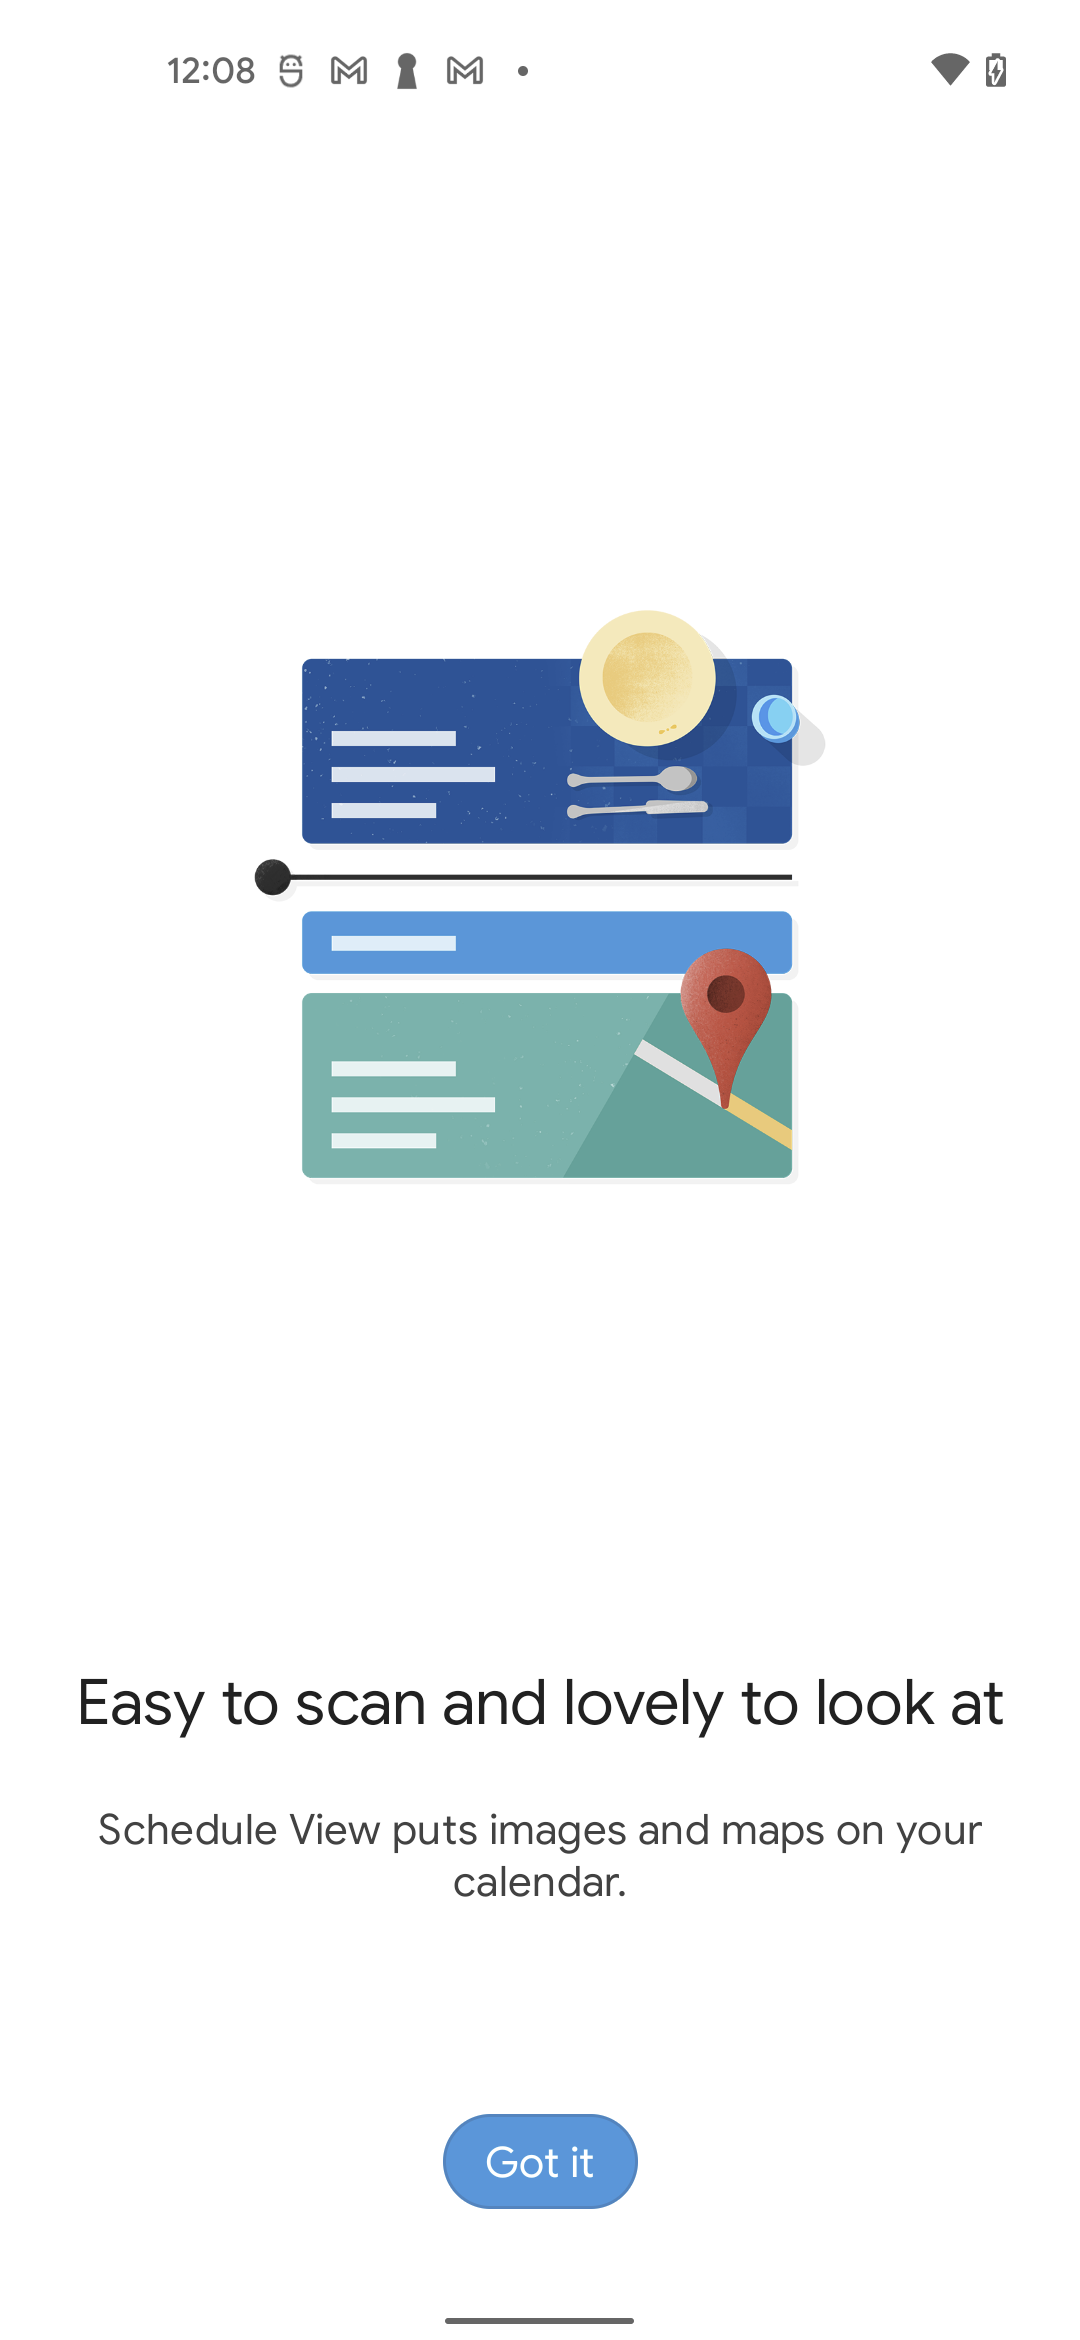 12:08
Easy to scan and lovely to look at
Schedule View puts images and maps on your
calendar.
Got it